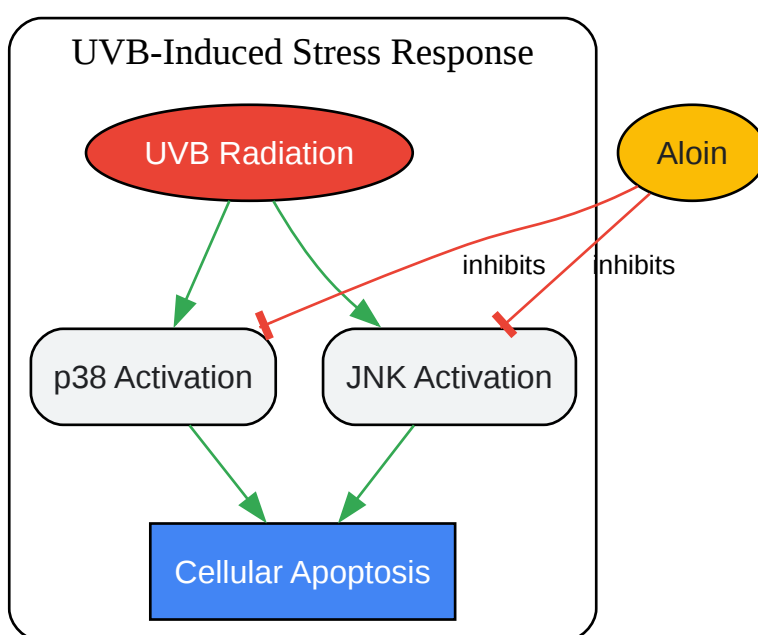 UVB-Induced Stress Response
UVB Radiation
Aloin
inhibits
inhibits
p38 Activation
JNK Activation
Cellular Apoptosis